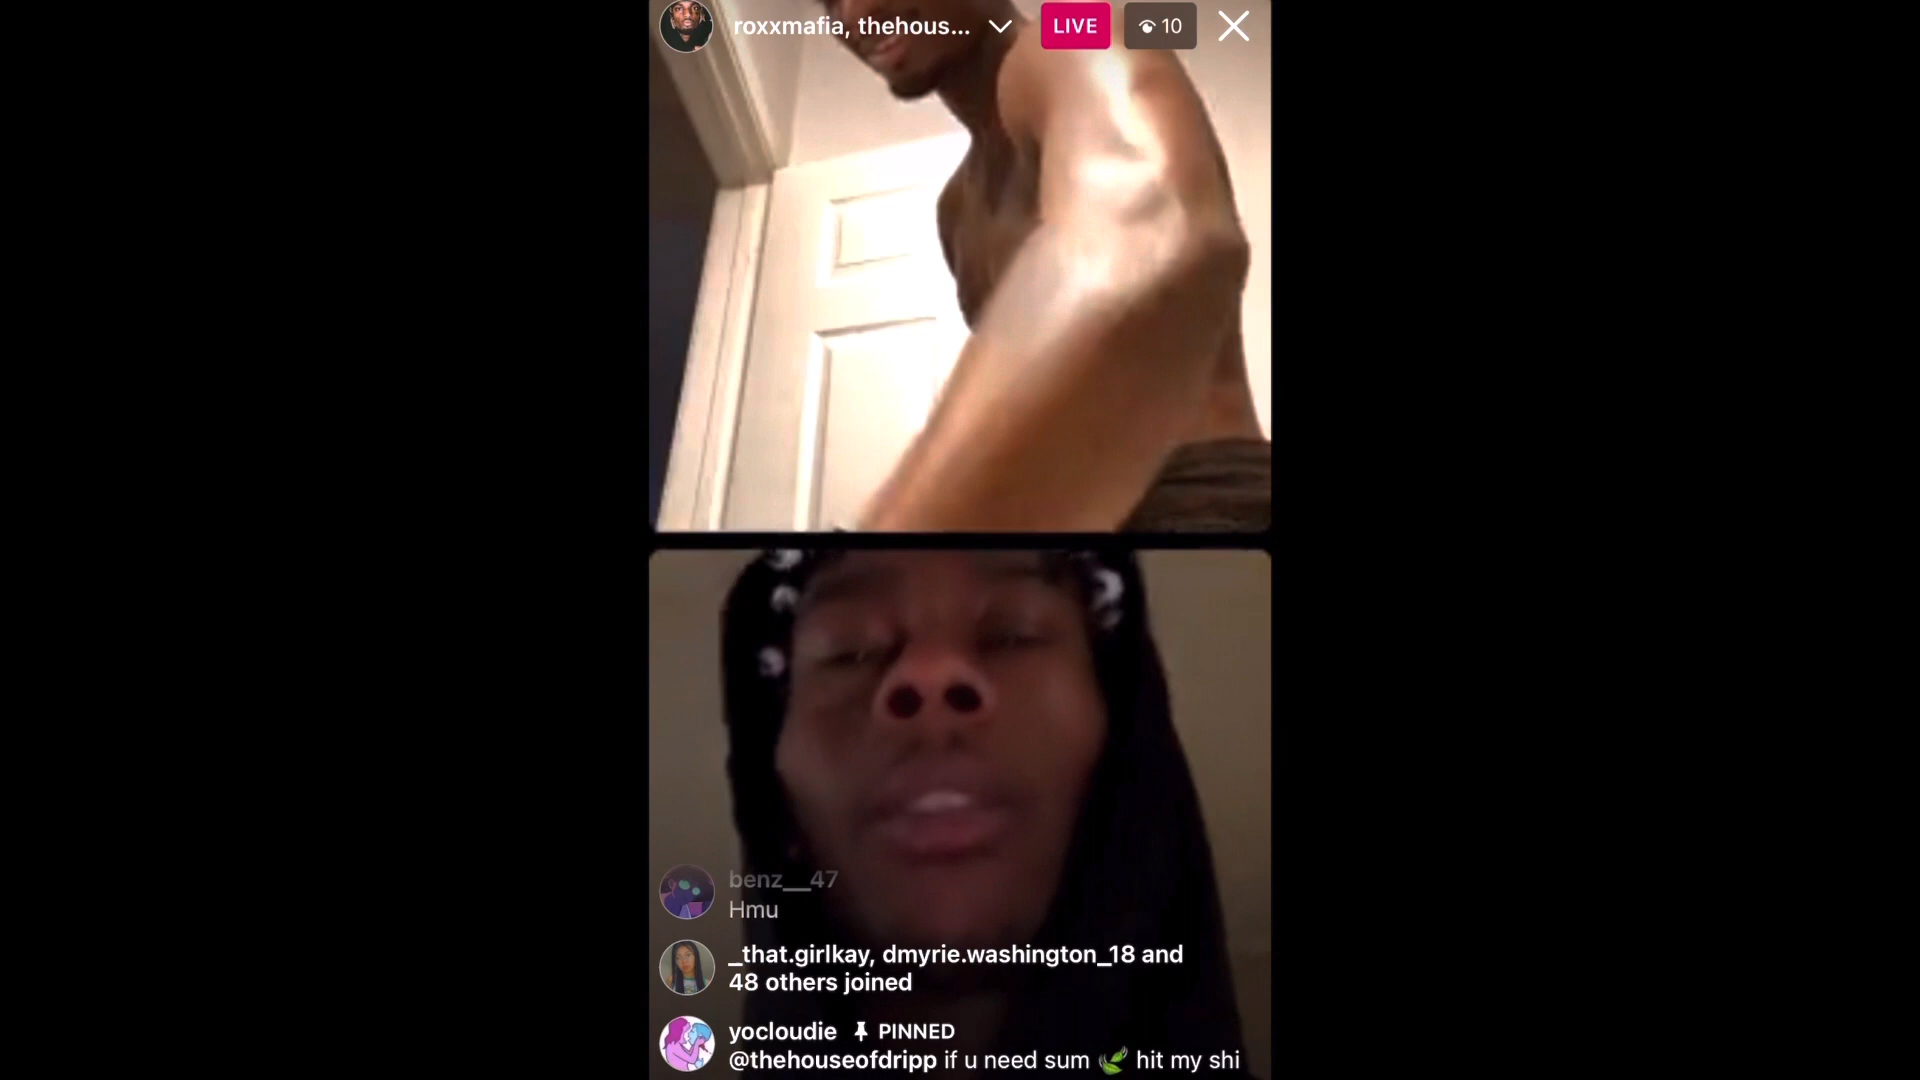 roxxmafia, thehous...
LIVE
10
benz__47
Hmu
_that.girlkay, dmyrie.washington_18 and
48 others joined
yocloudie PINNED
@thehouseofdripp if u need sum 🌿 hit my shi